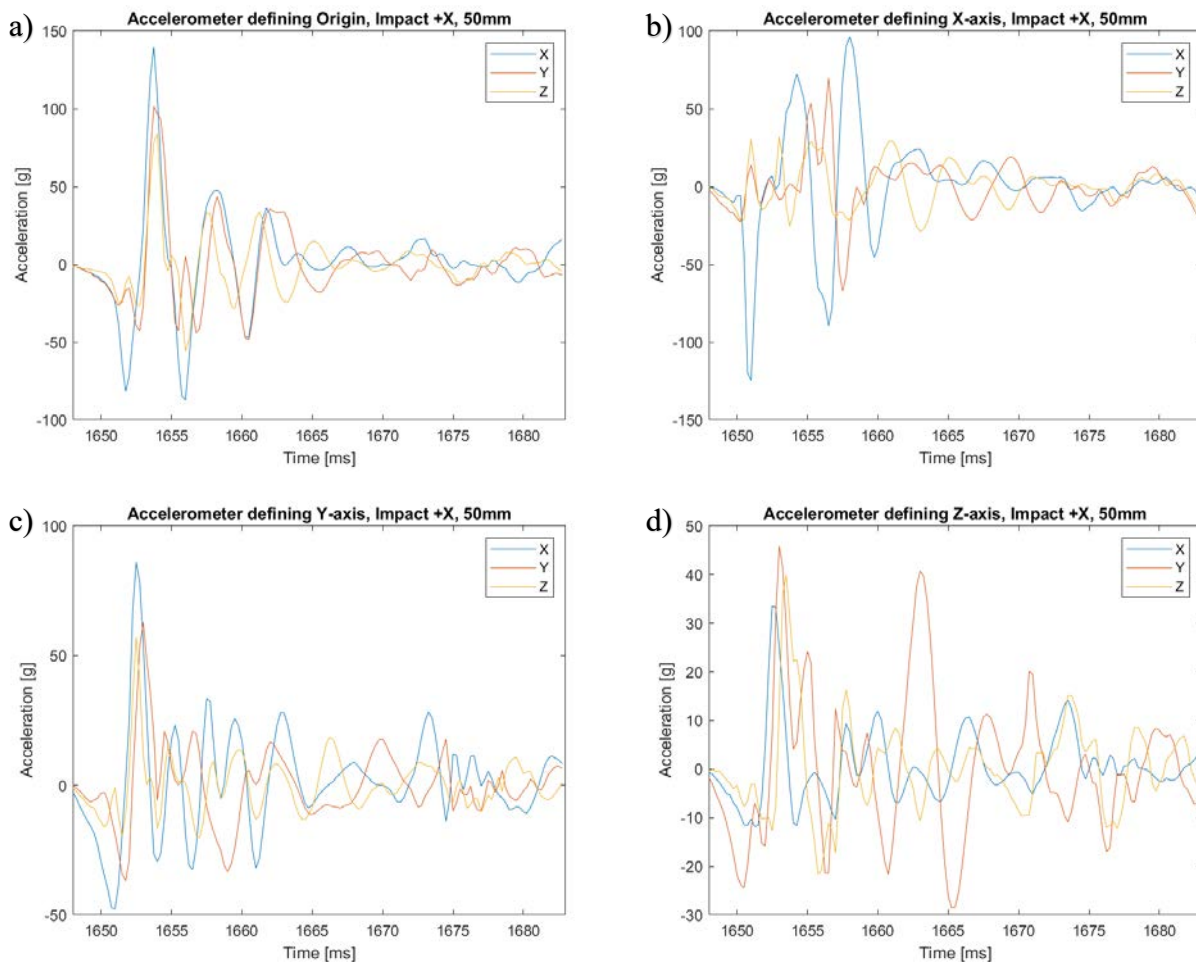 a)
Accelerometer defining Origin, Impact +X, 50mm
150
100
50
0
-50
-100
Acceleration [g]
X
Y
Z
1650 1655 1660 1665 1670 1675 1680
Time [ms]
b)
Accelerometer defining X-axis, Impact +X, 50mm
100
50
0
-50
-100
-150
Acceleration [g]
X
Y
Z
1650 1655 1660 1665 1670 1675 1680
Time [ms]
c)
Accelerometer defining Y-axis, Impact +X, 50mm
100
50
0
-50
Acceleration [g]
X
Y
Z
1650 1655 1660 1665 1670 1675 1680
Time [ms]
d)
Accelerometer defining Z-axis, Impact +X, 50mm
50
40
30
20
10
0
-10
-20
-30
Acceleration [g]
X
Y
Z
1650 1655 1660 1665 1670 1675 1680
Time [ms]